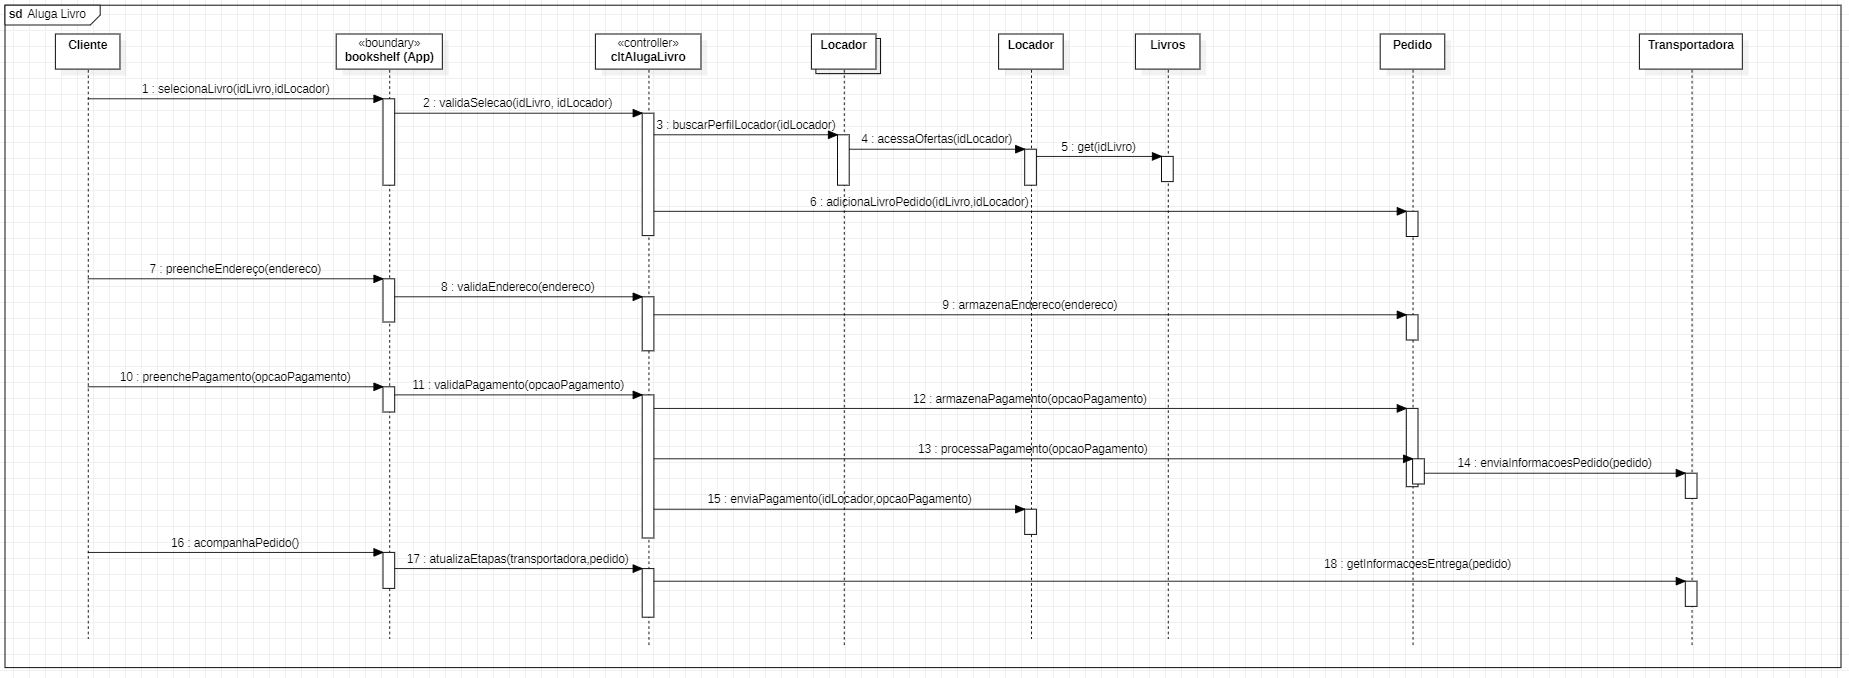 sd Aluga Livro
Cliente
«boundary»
bookshelf (App)
«controller»
cltAlugaLivro
Locador
Locador
Livros
Pedido
Transportadora
1 : selecionaLivro(idLivro,idLocador)
2 : validaSelecao(idLivro, idLocador)
3 : buscarPerfilLocador(idLocador)
4 : acessaOfertas(idLocador)
5 : get(idLivro)
6 : adicionaLivroPedido(idLivro,idLocador)
7 : preencheEndereço(endereco)
8 : validaEndereco(endereco)
9 : armazenaEndereco(endereco)
10 : preenchePagamento(opcaoPagamento)
11 : validaPagamento(opcaoPagamento)
12 : armazenaPagamento(opcaoPagamento)
13 : processaPagamento(opcaoPagamento)
14 : enviaInformacoesPedido(pedido)
15 : enviaPagamento(idLocador,opcaoPagamento)
16 : acompanhaPedido()
17 : atualizaEtapas(transportadora,pedido)
18 : getInformacoesEntrega(pedido)